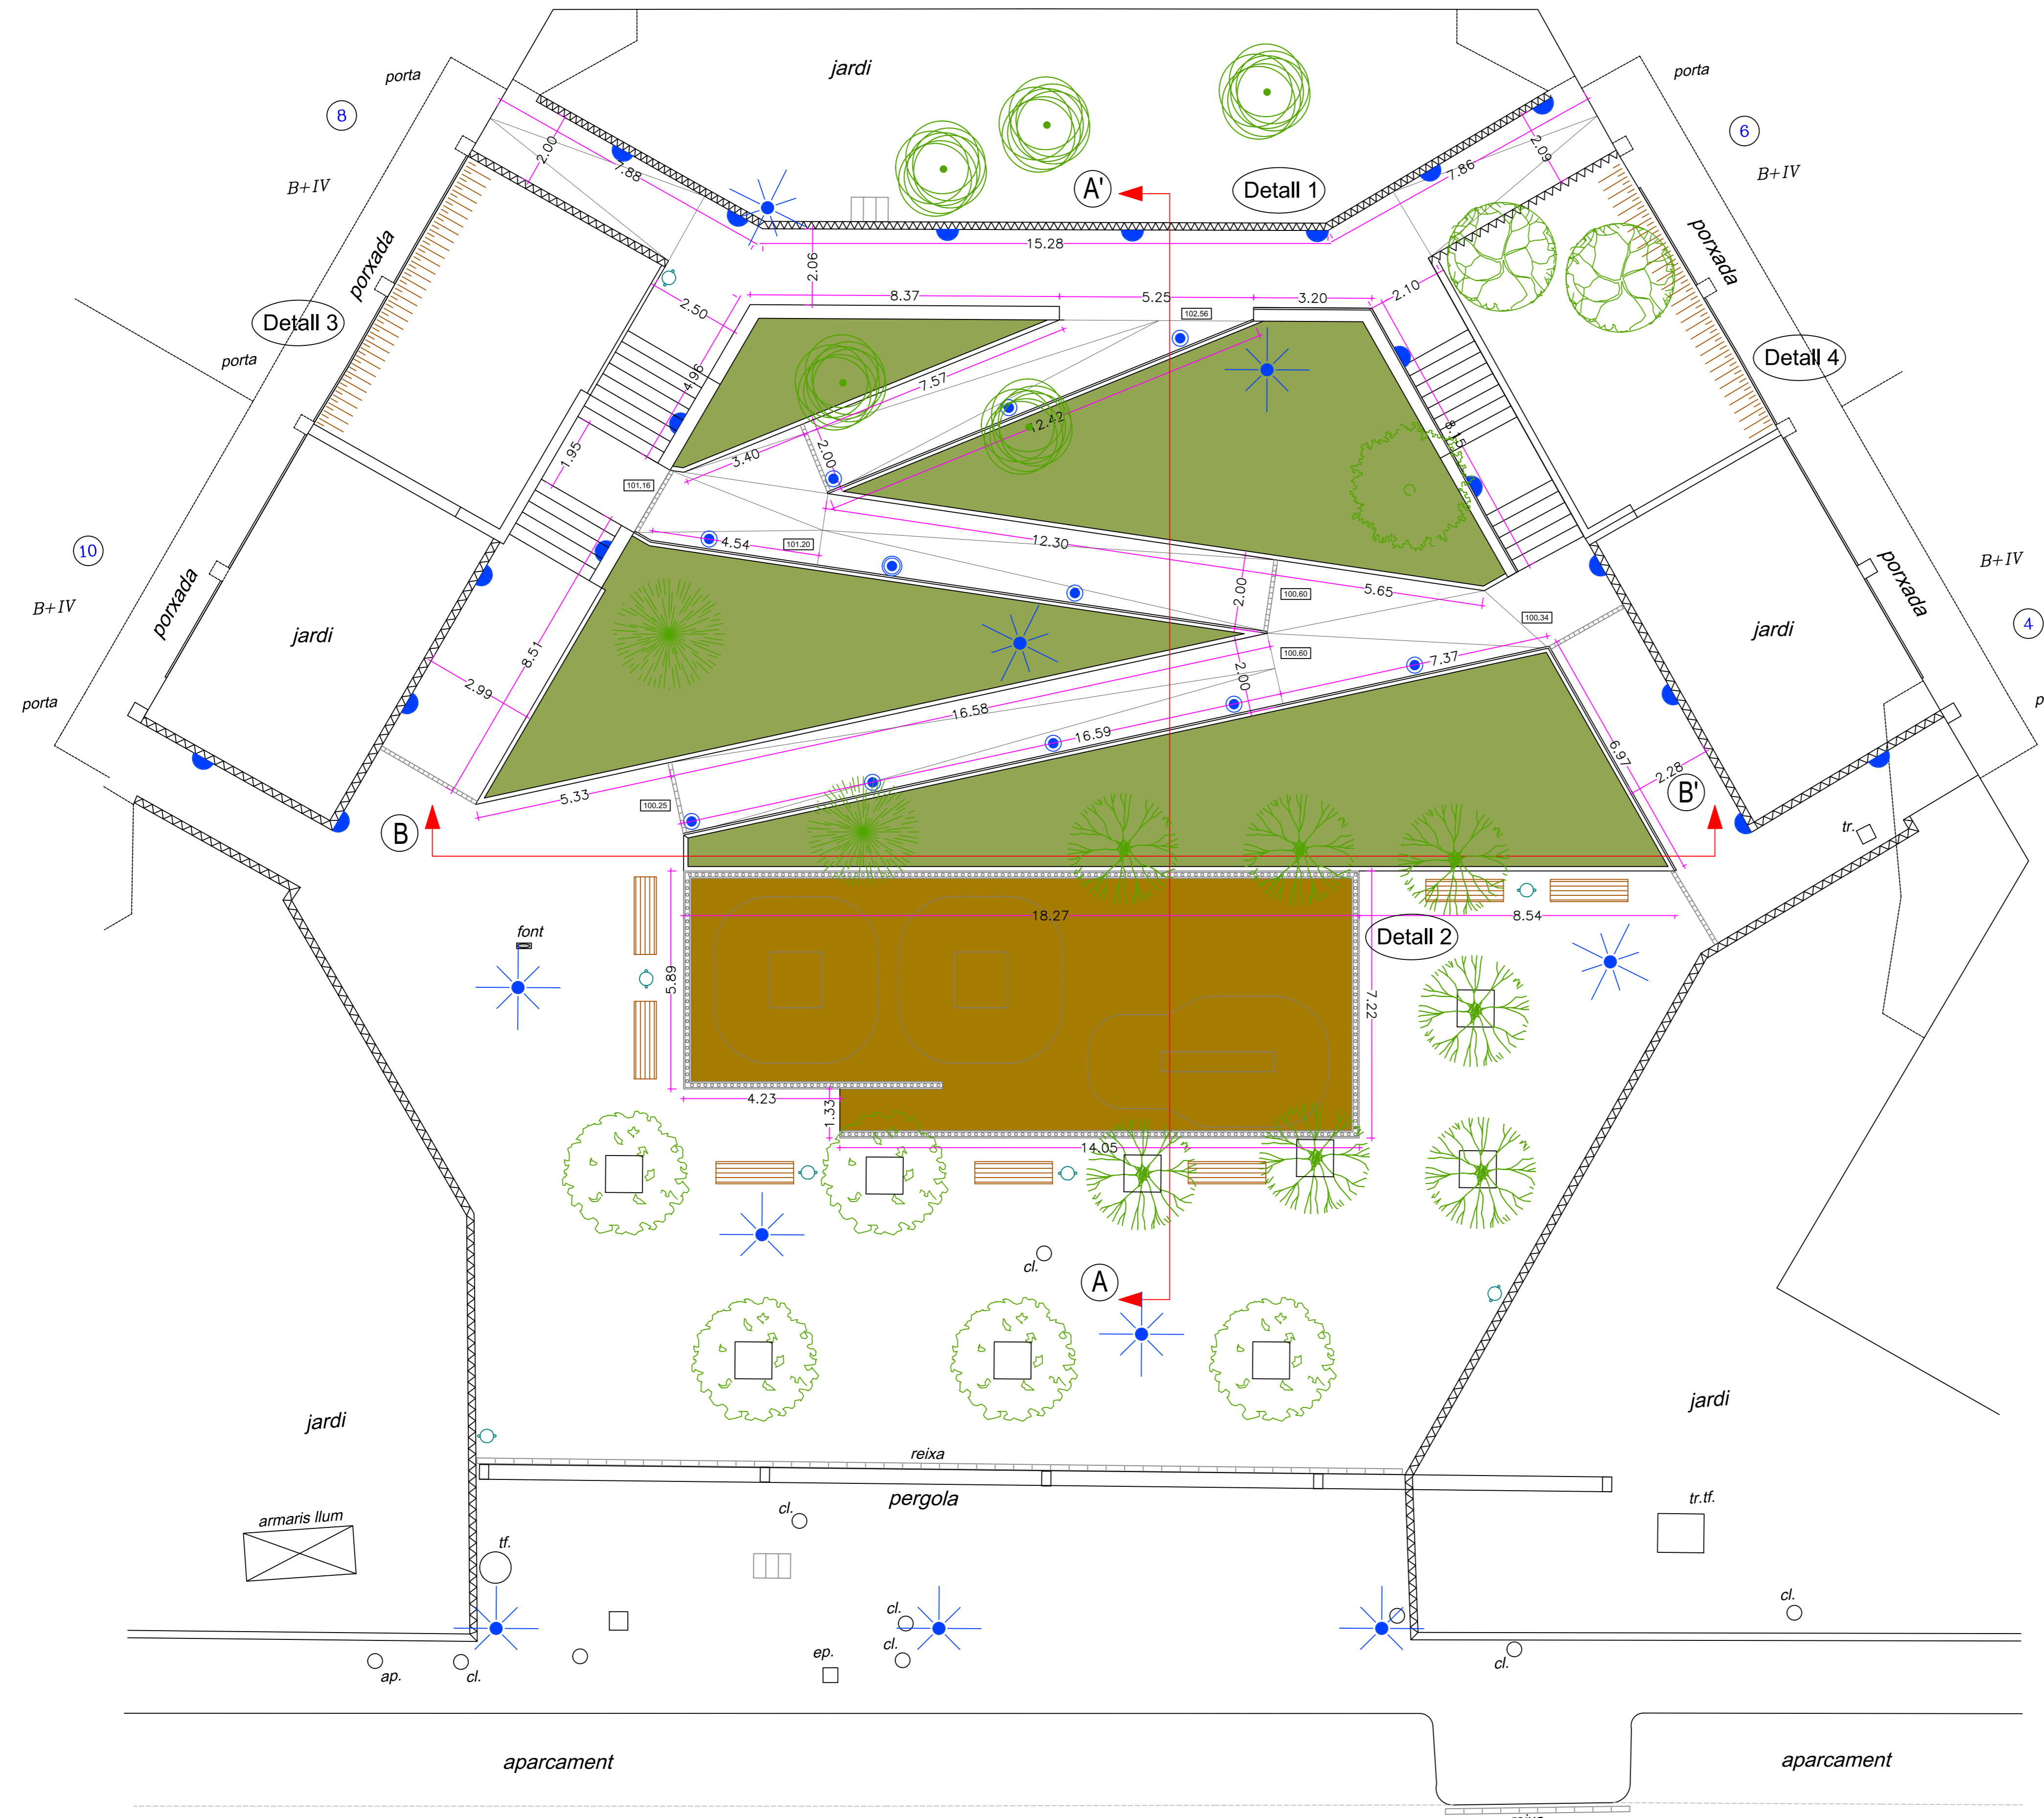 jardi
porta
porta
8
6
B+IV
B+IV
2.00
7.88
7.86
2.09
A'
Detall 1
15.28
2.06
porxada
porxada
Detall 3
Detall 4
porta
2.50
8.37
5.25
3.20
2.10
102.56
4.96
7.57
12.42
8.15
1.95
3.40
2.00
101.16
101.20
4.54
12.30
10
B+IV
B+IV
porxada
porxada
jardi
jardi
2.00
5.65
100.60
100.34
4
8.51
2.99
100.60
2.00
7.37
porta
p
16.58
16.59
6.97
2.28
5.33
100.25
B
B'
tr.
18.27
8.54
font
Detall 2
5.89
7.22
4.23
1.33
14.05
cl.
A
jardi
jardi
reixa
pergola
armaris llum
tf.
cl.
tr.tf.
cl.
cl.
cl.
ap.
cl.
ep.
cl.
aparcament
aparcament